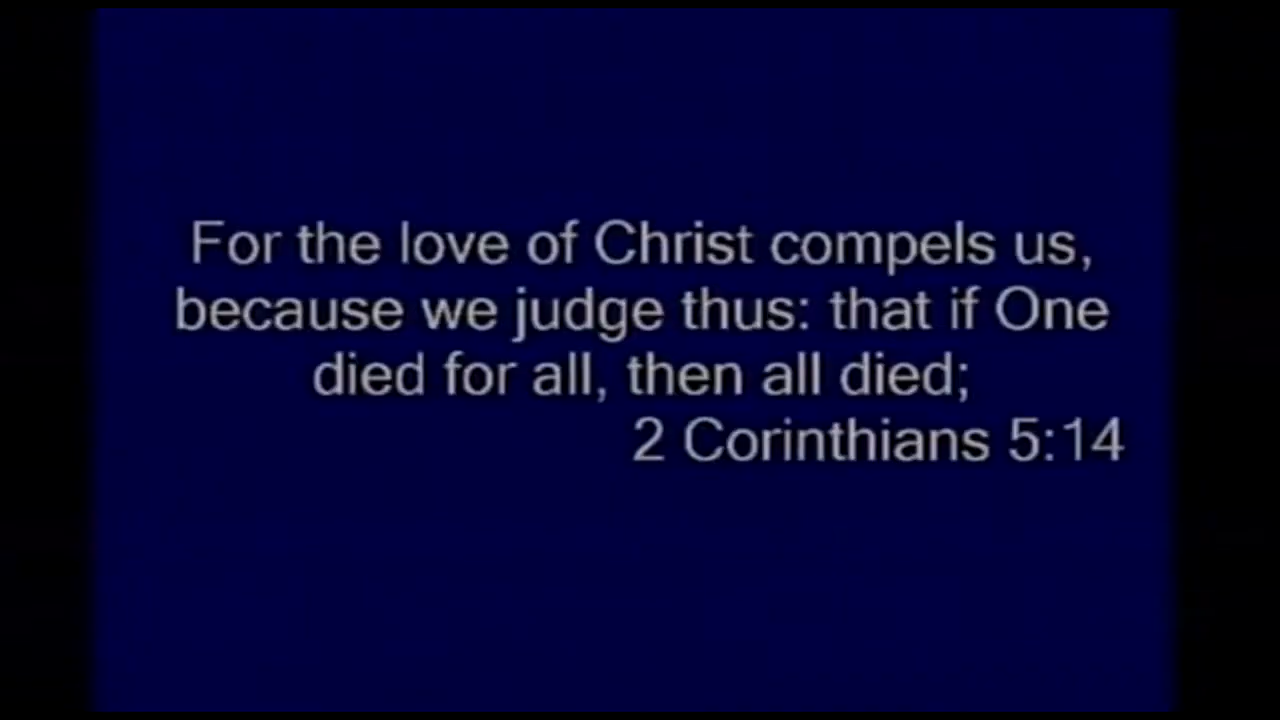 For the love of Christ compels us,
because we judge thus: that if One
died for all, then all died;
2 Corinthians 5:14